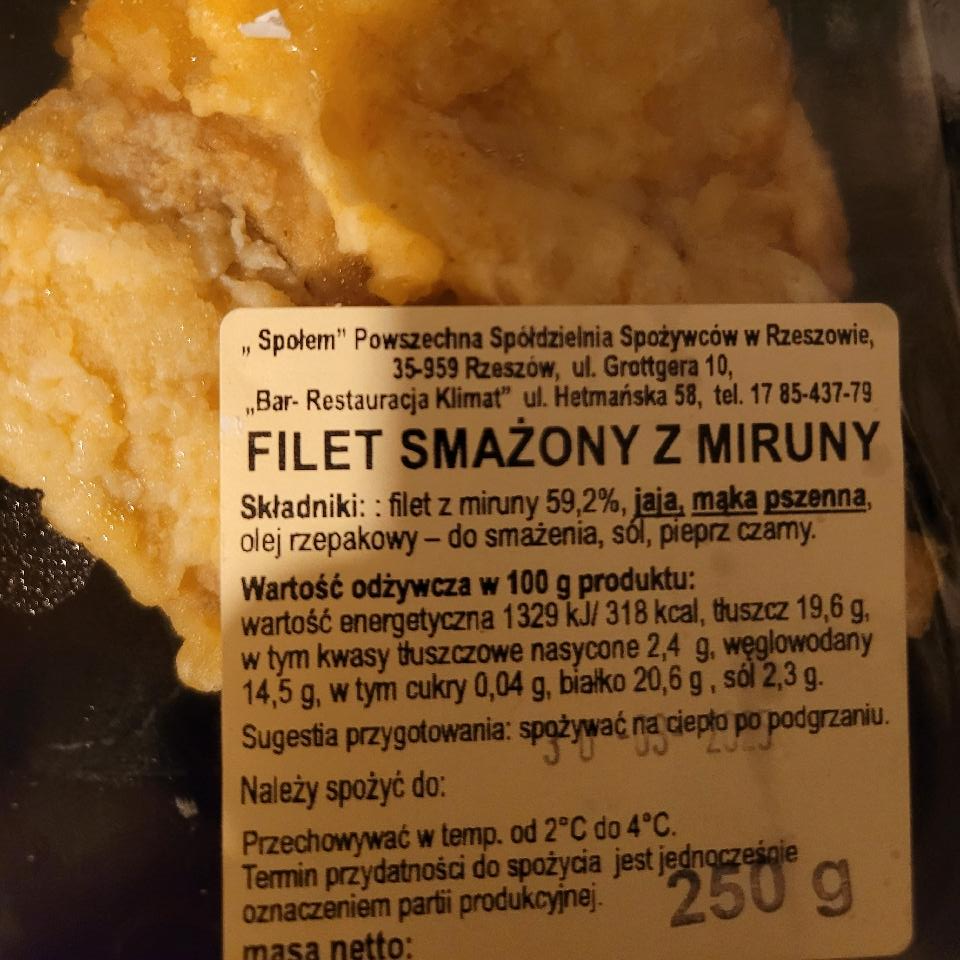 „ Społem” Powszechna Spółdzielnia Spożywców w Rzeszowie,
35-959 Rzeszów, ul. Grottgera 10,
„Bar- Restauracja Klimat” ul. Hetmańska 58, tel. 17 85-437-79
FILET SMAŻONY Z MIRUNY
Składniki: : filet z miruny 59,2%, jaja, mąka pszenna,
olej rzepakowy – do smażenia, sól, pieprz czarny.
Wartość odżywcza w 100 g produktu:
wartość energetyczna 1329 kJ/ 318 kcal, tłuszcz 19,6 g,
w tym kwasy tłuszczowe nasycone 2,4 g, węglowodany
14,5 g, w tym cukry 0,04 g, białko 20,6 g , sól 2,3 g.
Sugestia przygotowania: spożywać na ciepło po podgrzaniu.
Należy spożyć do:
Przechowywać w temp. od 2°C do 4°C.
Termin przydatności do spożycia jest jednocześnie
oznaczeniem partii produkcyjnej.
250 g
masa netto: